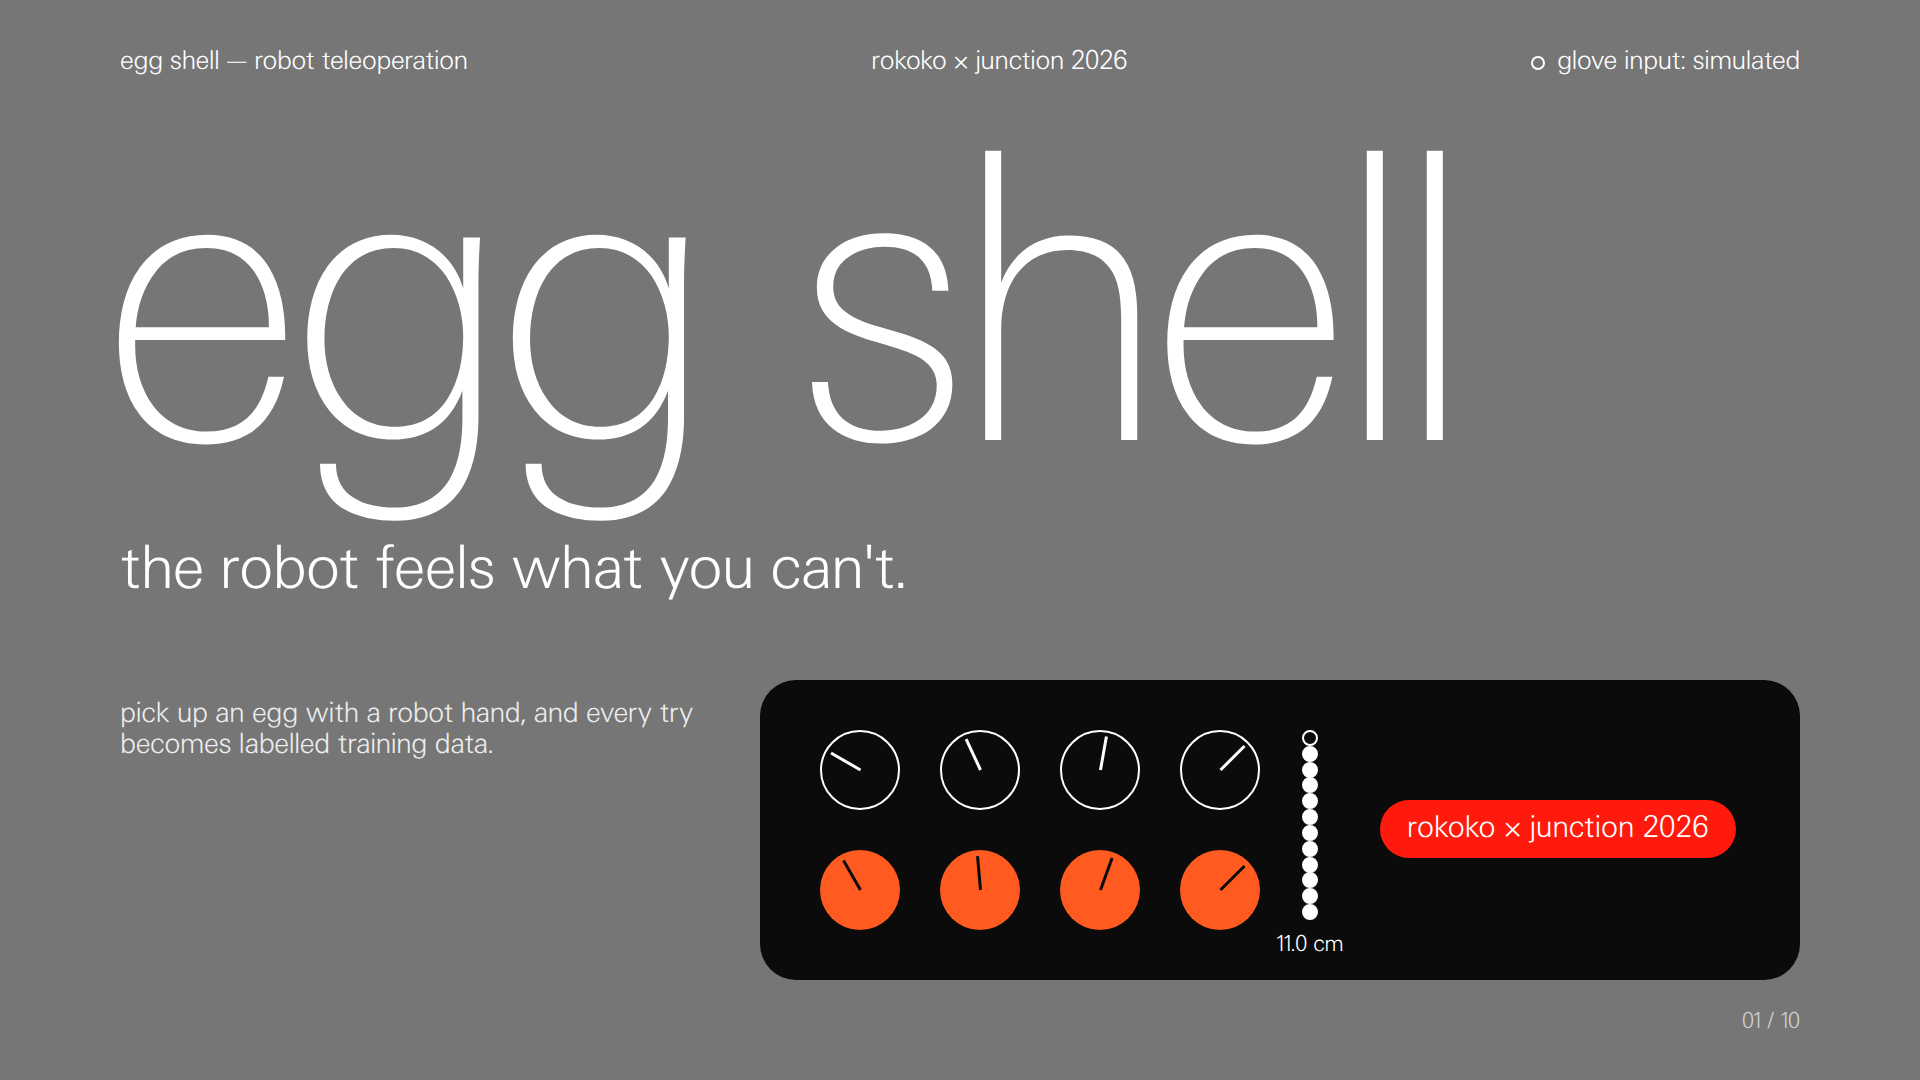 egg shell — robot teleoperation
rokoko × junction 2026
glove input: simulated
egg shell
the robot feels what you can't.
pick up an egg with a robot hand, and every try
becomes labelled training data.
rokoko × junction 2026
11.0 cm
01 / 10